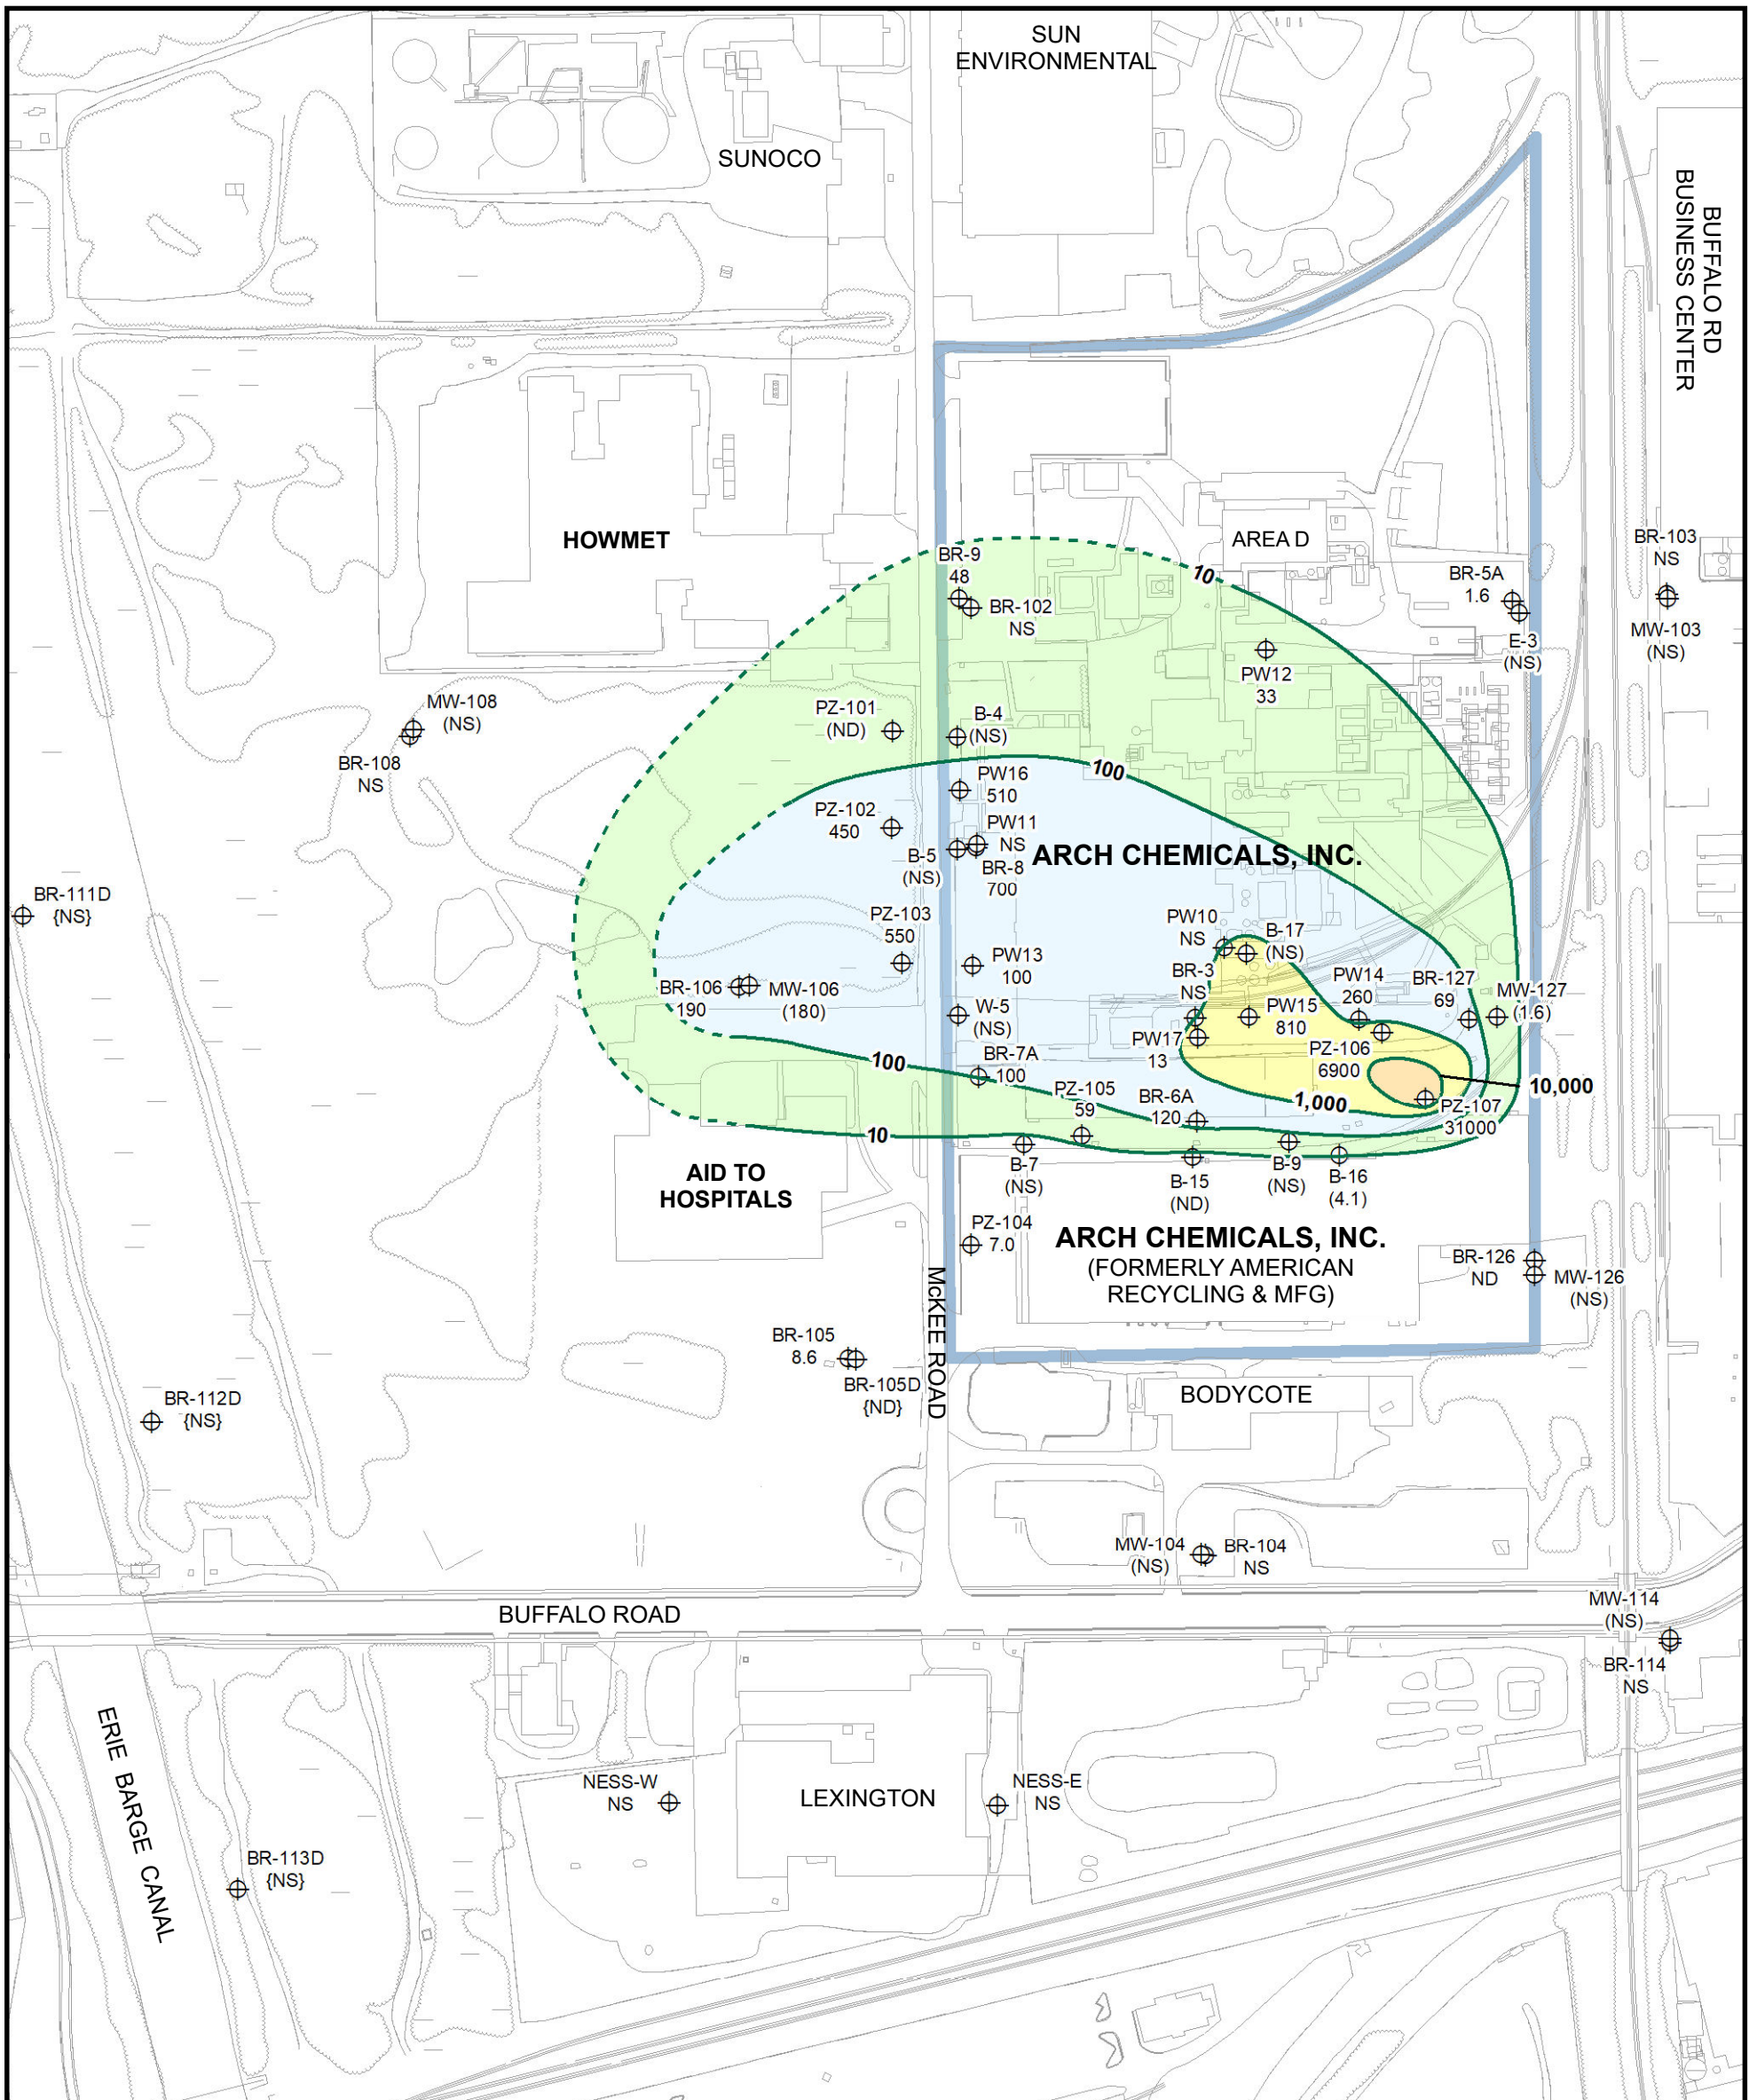 SUN
ENVIRONMENTAL
SUNOCO
BUFFALO RD
BUSINESS CENTER
HOWMET
AREA D
BR-9
48
BR-102
NS
10
BR-5A
1.6
E-3
(NS)
BR-103
NS
MW-103
(NS)
PW12
33
MW-108
(NS)
BR-108
NS
PZ-101
(ND)
B-4
(NS)
100
PW16
510
PZ-102
450
PW11
NS
B-5
(NS)
BR-8
700
ARCH CHEMICALS, INC.
BR-111D
{NS}
PZ-103
550
PW10
NS
B-17
(NS)
PW13
100
BR-3
NS
PW14
260
BR-127
69
MW-127
(1.6)
BR-106
190
MW-106
(180)
W-5
(NS)
PW15
810
PW17
13
PZ-106
6900
BR-7A
100
100
PZ-105
59
BR-6A
120
1,000
10,000
PZ-107
31000
10
B-7
(NS)
B-15
(ND)
B-9
(NS)
B-16
(4.1)
AID TO
HOSPITALS
PZ-104
7.0
ARCH CHEMICALS, INC.
(FORMERLY AMERICAN
RECYCLING & MFG)
BR-126
ND
MW-126
(NS)
McKEE ROAD
BR-105
8.6
BR-105D
{ND}
BODYCOTE
BR-112D
{NS}
MW-104
(NS)
BR-104
NS
BUFFALO ROAD
MW-114
(NS)
BR-114
NS
ERIE BARGE CANAL
NESS-W
NS
LEXINGTON
NESS-E
NS
BR-113D
{NS}